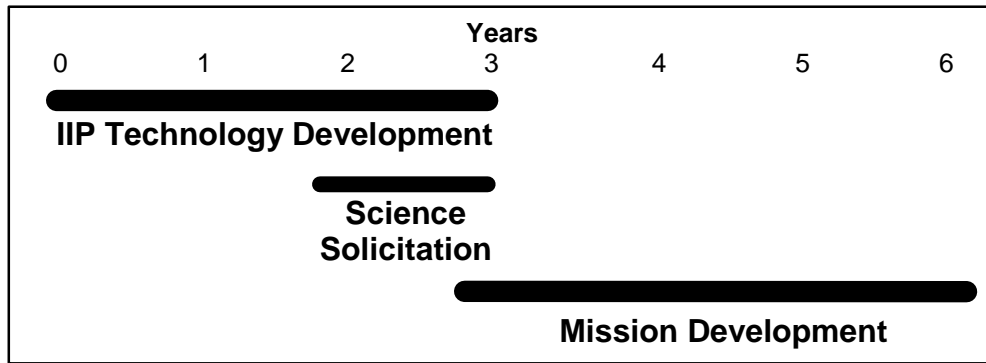 Years
0 1 2 3 4 5 6
IIP Technology Development
Science
Solicitation
Mission Development